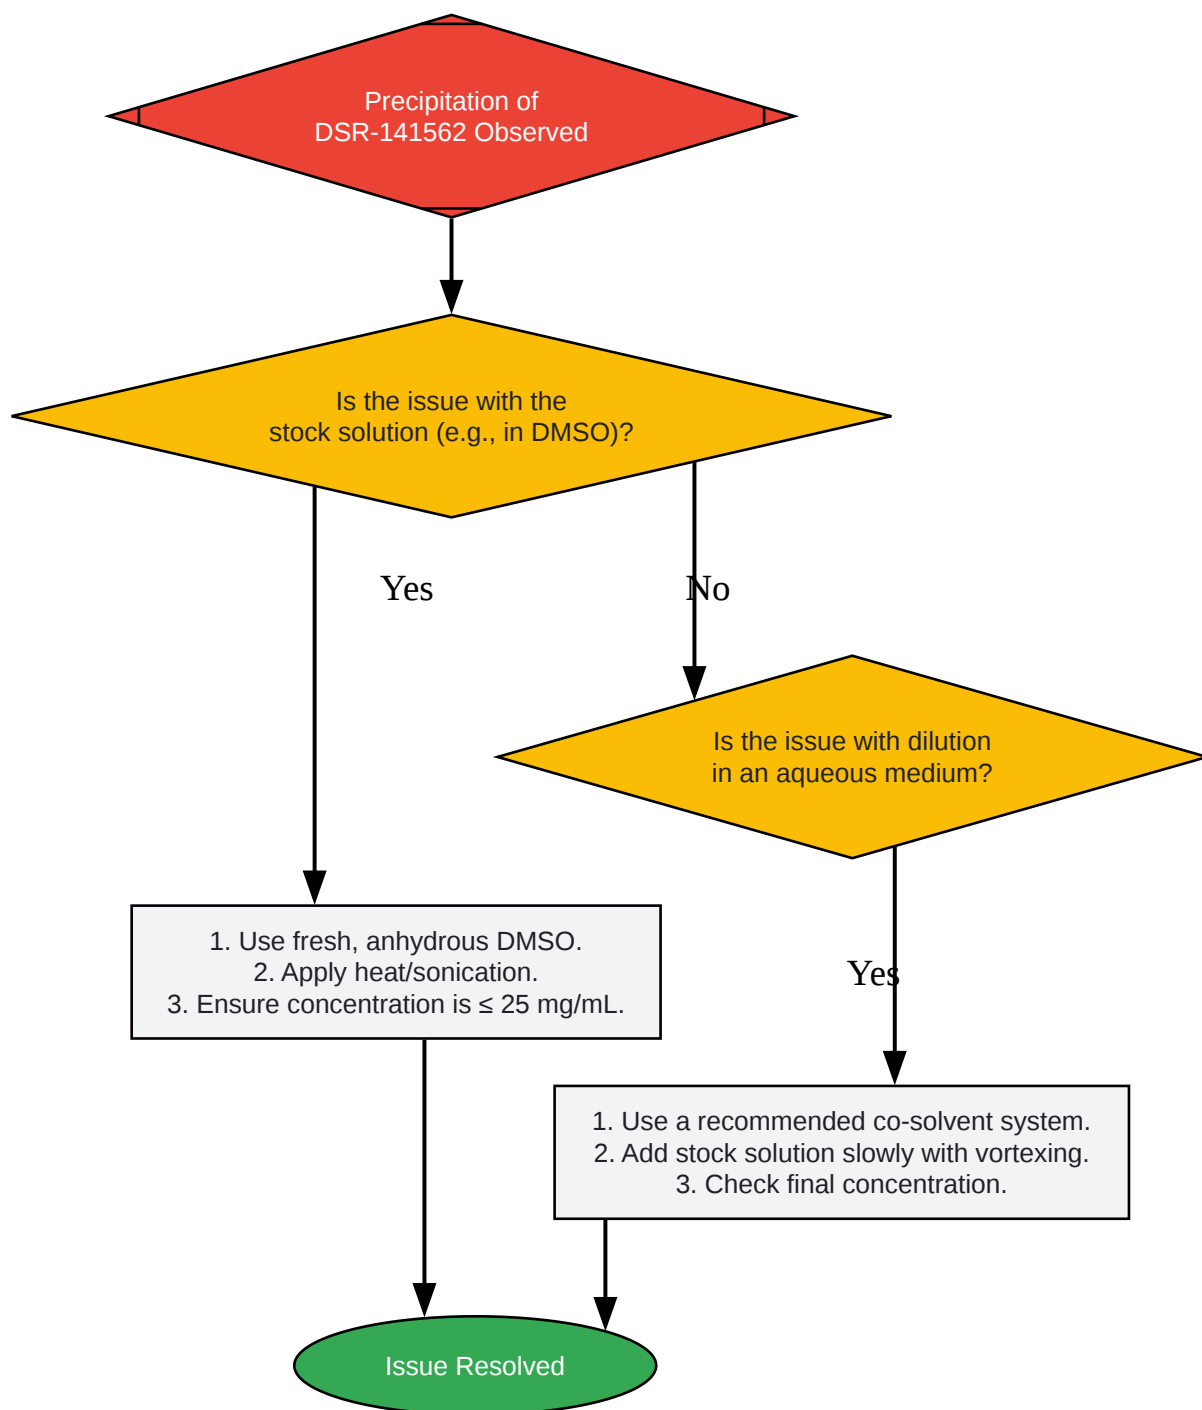 Precipitation of
DSR-141562 Observed
Is the issue with the
stock solution (e.g., in DMSO)?
Yes
No
Is the issue with dilution
in an aqueous medium?
1. Use fresh, anhydrous DMSO.
2. Apply heat/sonication.
3. Ensure concentration is ≤ 25 mg/mL.
Yes
1. Use a recommended co-solvent system.
2. Add stock solution slowly with vortexing.
3. Check final concentration.
Issue Resolved